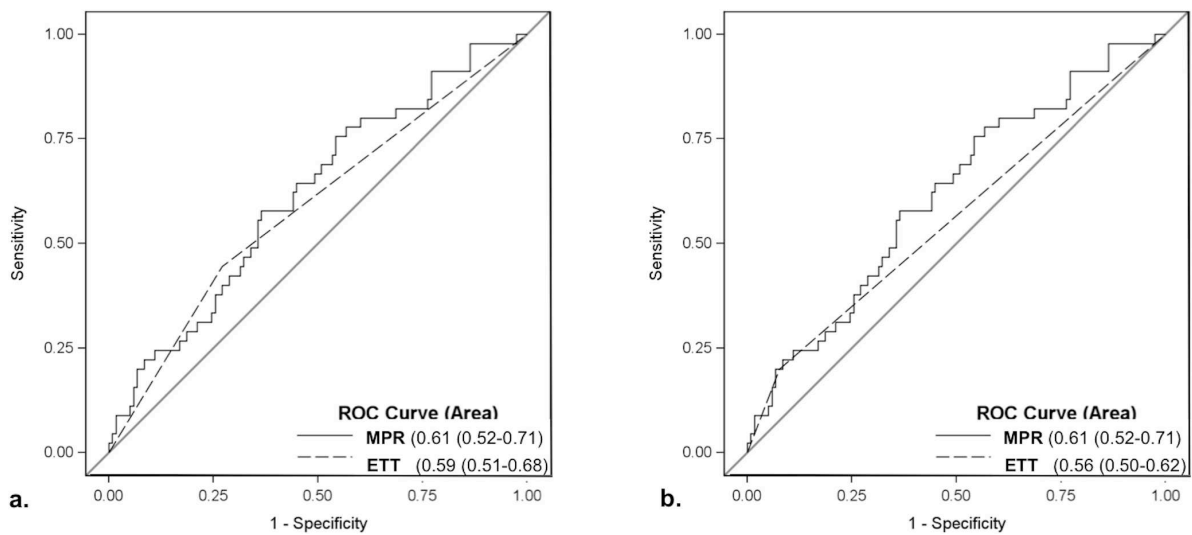 1.00
0.75
0.50
0.25
0.00
Sensitivity
ROC Curve (Area)
MPR (0.61 (0.52-0.71)
ETT (0.59 (0.51-0.68)
0.00 0.25 0.50 0.75 1.00
1 - Specificity
a.
1.00
0.75
0.50
0.25
0.00
Sensitivity
ROC Curve (Area)
MPR (0.61 (0.52-0.71)
ETT (0.56 (0.50-0.62)
0.00 0.25 0.50 0.75 1.00
1 - Specificity
b.